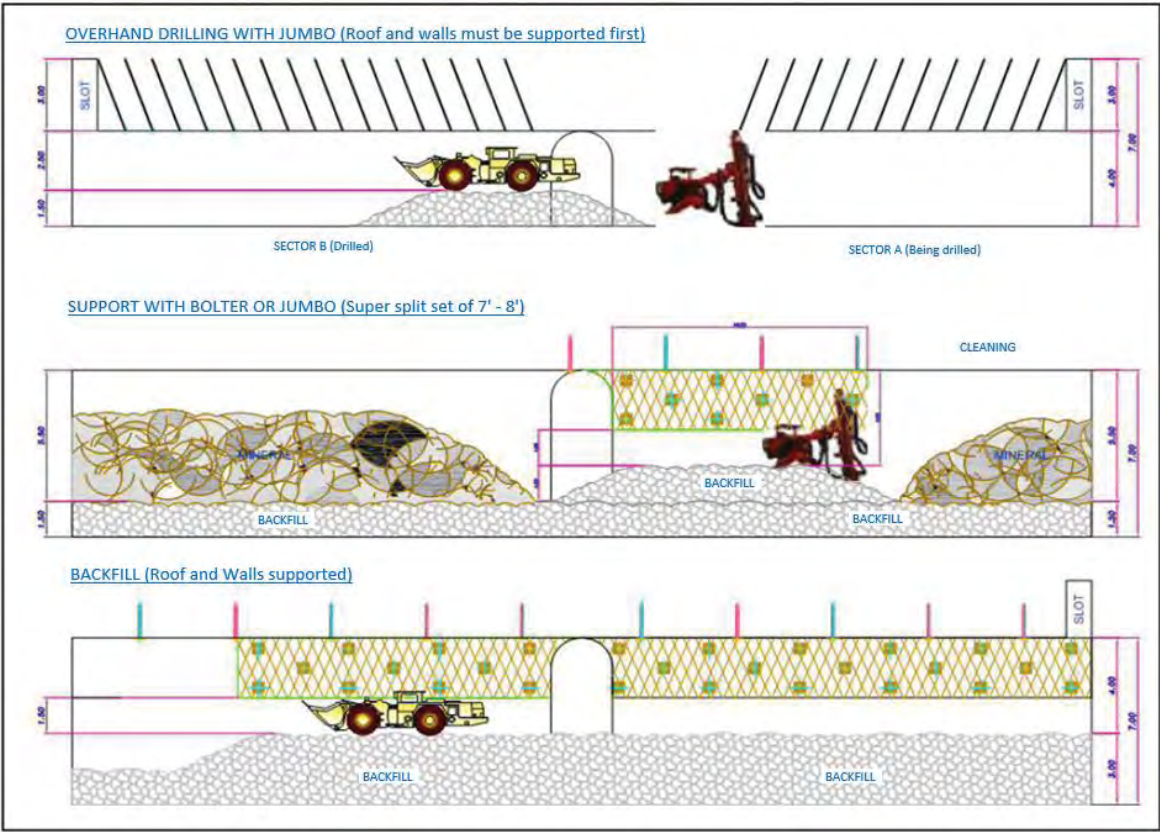 OVERHAND DRILLING WITH JUMBO (Roof and walls must be supported first)
SLOT
SLOT
3.00
2.50
1.50
3.00
4.00
7.00
SECTOR B (Drilled)
SECTOR A (Being drilled)
SUPPORT WITH BOLTER OR JUMBO (Super split set of 7' - 8')
CLEANING
5.50
1.50
MINERAL
MINERAL
5.50
7.00
1.50
BACKFILL
BACKFILL
BACKFILL
BACKFILL (Roof and Walls supported)
SLOT
1.50
4.00
7.00
3.00
BACKFILL
BACKFILL